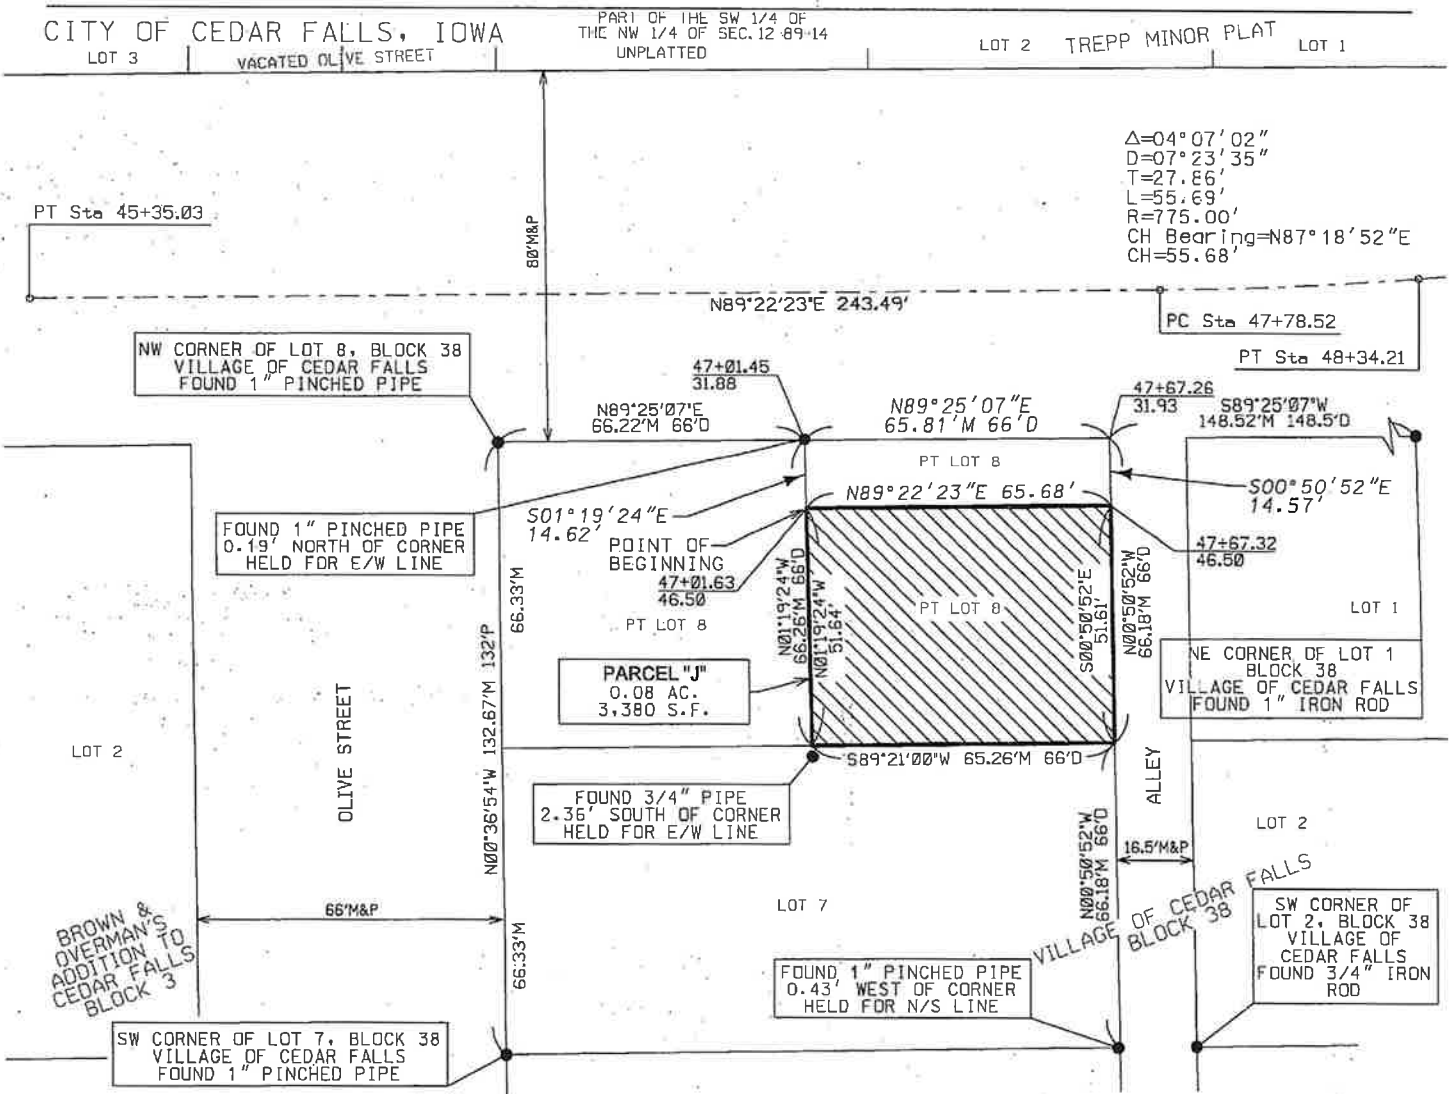 CITY OF CEDAR FALLS, IOWA
PART OF THE SW 1/4 OF
THE NW 1/4 OF SEC. 12-89-14
UNPLATTED
LOT 3
VACATED OLIVE STREET
LOT 2
TREPP MINOR PLAT
LOT 1
Δ=04°07'02"
D=07°23'35"
T=27.86'
L=55.69'
R=775.00'
CH Bearing=N87°18'52"E
CH=55.68'
PT Sta 45+35.03
80'M&P
N89°22'23"E 243.49'
PC Sta 47+78.52
PT Sta 48+34.21
NW CORNER OF LOT 8, BLOCK 38
VILLAGE OF CEDAR FALLS
FOUND 1" PINCHED PIPE
47+01.45
31.88
N89°25'07"E
66.22'M 66'D
N89°25'07"E
65.81'M 66'D
47+67.26
31.93
S89°25'07"W
148.52'M 148.5'D
PT LOT 8
N89°22'23"E 65.68'
S00°50'52"E
14.57'
S01°19'24"E
14.62'
FOUND 1" PINCHED PIPE
0.19' NORTH OF CORNER
HELD FOR E/W LINE
POINT OF
BEGINNING
47+01.63
46.50
47+67.32
46.50
66.33'M
PT LOT 8
N01°19'24"W
66.26'M 66'D
N01°19'24"W
51.64'
PT LOT 8
S00°50'52"E
51.61'
N00°50'52"W
66.18'M 66'D
LOT 1
PARCEL "J"
0.08 AC.
3,380 S.F.
NE CORNER OF LOT 1
BLOCK 38
VILLAGE OF CEDAR FALLS
FOUND 1" IRON ROD
LOT 2
OLIVE STREET
N00°36'54"W 132.67'M 132'P
S89°21'00"W 65.26'M 66'D
ALLEY
FOUND 3/4" PIPE
2.36' SOUTH OF CORNER
HELD FOR E/W LINE
LOT 2
N00°50'52"W
66.18'M 66'D
16.5'M&P
66'M&P
LOT 7
BROWN &
OVERMAN'S
ADDITION TO
CEDAR FALLS
BLOCK 3
66.33'M
VILLAGE OF CEDAR FALLS
BLOCK 38
SW CORNER OF
LOT 2, BLOCK 38
VILLAGE OF
CEDAR FALLS
FOUND 3/4" IRON
ROD
FOUND 1" PINCHED PIPE
0.43' WEST OF CORNER
HELD FOR N/S LINE
SW CORNER OF LOT 7, BLOCK 38
VILLAGE OF CEDAR FALLS
FOUND 1" PINCHED PIPE